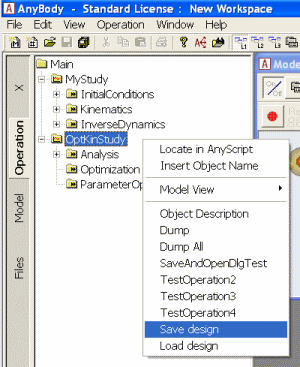 AnyBody - Standard License : New Workspace
File Edit View Operation Window Help
Main
MyStudy
InitialConditions
Kinematics
InverseDynamics
OptKinStudy
Analysis
Optimization
ParameterOp
X
Operation
Model
Files
Mode
Locate in AnyScript
Insert Object Name
Model View
Object Description
Dump
Dump All
SaveAndOpenDlgTest
TestOperation2
TestOperation3
TestOperation4
Save design
Load design